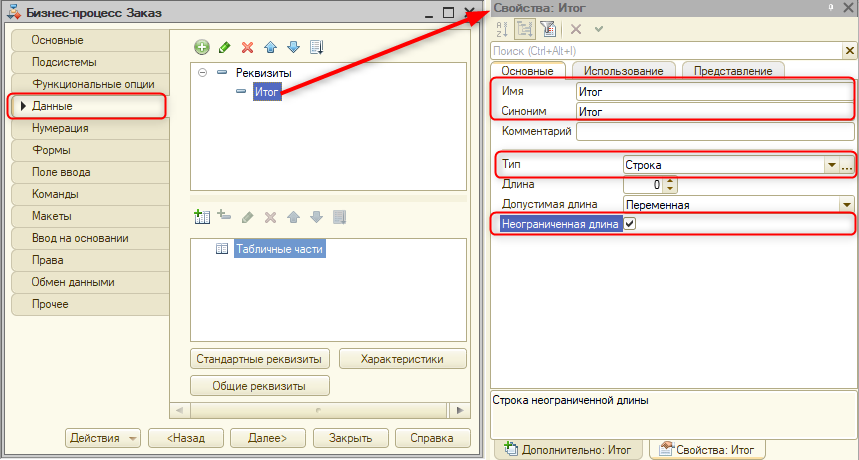 Бизнес-процесс Заказ
Основные
Подсистемы
Функциональные опции
Данные
Нумерация
Формы
Поле ввода
Команды
Макеты
Ввод на основании
Права
Обмен данными
Прочее
Реквизиты
Итог
Табличные части
Стандартные реквизиты
Характеристики
Общие реквизиты
Действия
<Назад
Далее>
Закрыть
Справка
Свойства: Итог
Поиск (Ctrl+Alt+I)
Основные Использование Представление
Имя Итог
Синоним Итог
Комментарий
Тип Строка
Длина 0
Допустимая длина Переменная
Неограниченная длина
Строка неограниченной длины
Дополнительно: Итог Свойства: Итог